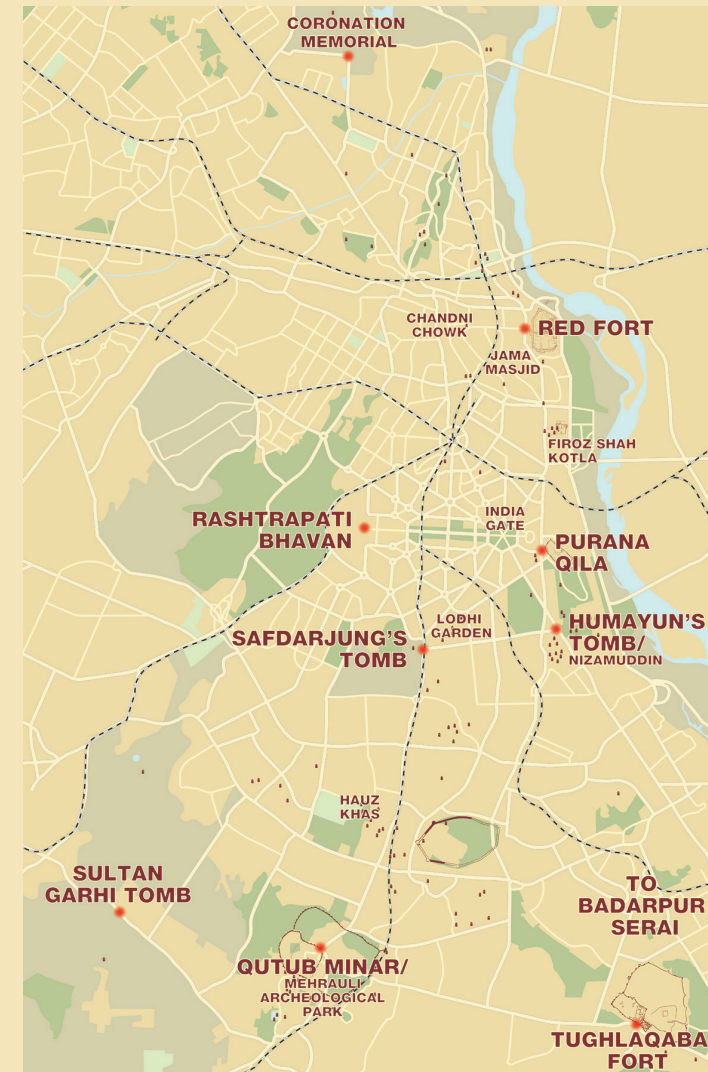 CORONATION
MEMORIAL
CHANDNI
CHOWK
RED FORT
JAMA
MASJID
FIROZ SHAH
KOTLA
RASHTRAPATI
BHAVAN
INDIA
GATE
PURANA
QILA
SAFDARJUNG'S
TOMB
LODHI
GARDEN
HUMAYUN'S
TOMB/
NIZAMUDDIN
HAUZ
KHAS
SULTAN
GARHI TOMB
TO
BADARPUR
SERAI
QUTUB MINAR/
MEHRAULI
ARCHEOLOGICAL
PARK
TUGHLAQABA
FORT